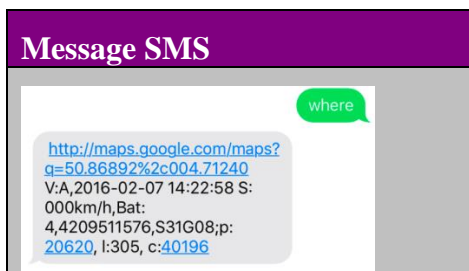 Message SMS
where
http://maps.google.com/maps?
q=50.86892%2c004.71240
V:A,2016-02-07 14:22:58 S:
000km/h,Bat:
4,4209511576,S31G08;p:
20620, l:305, c:40196